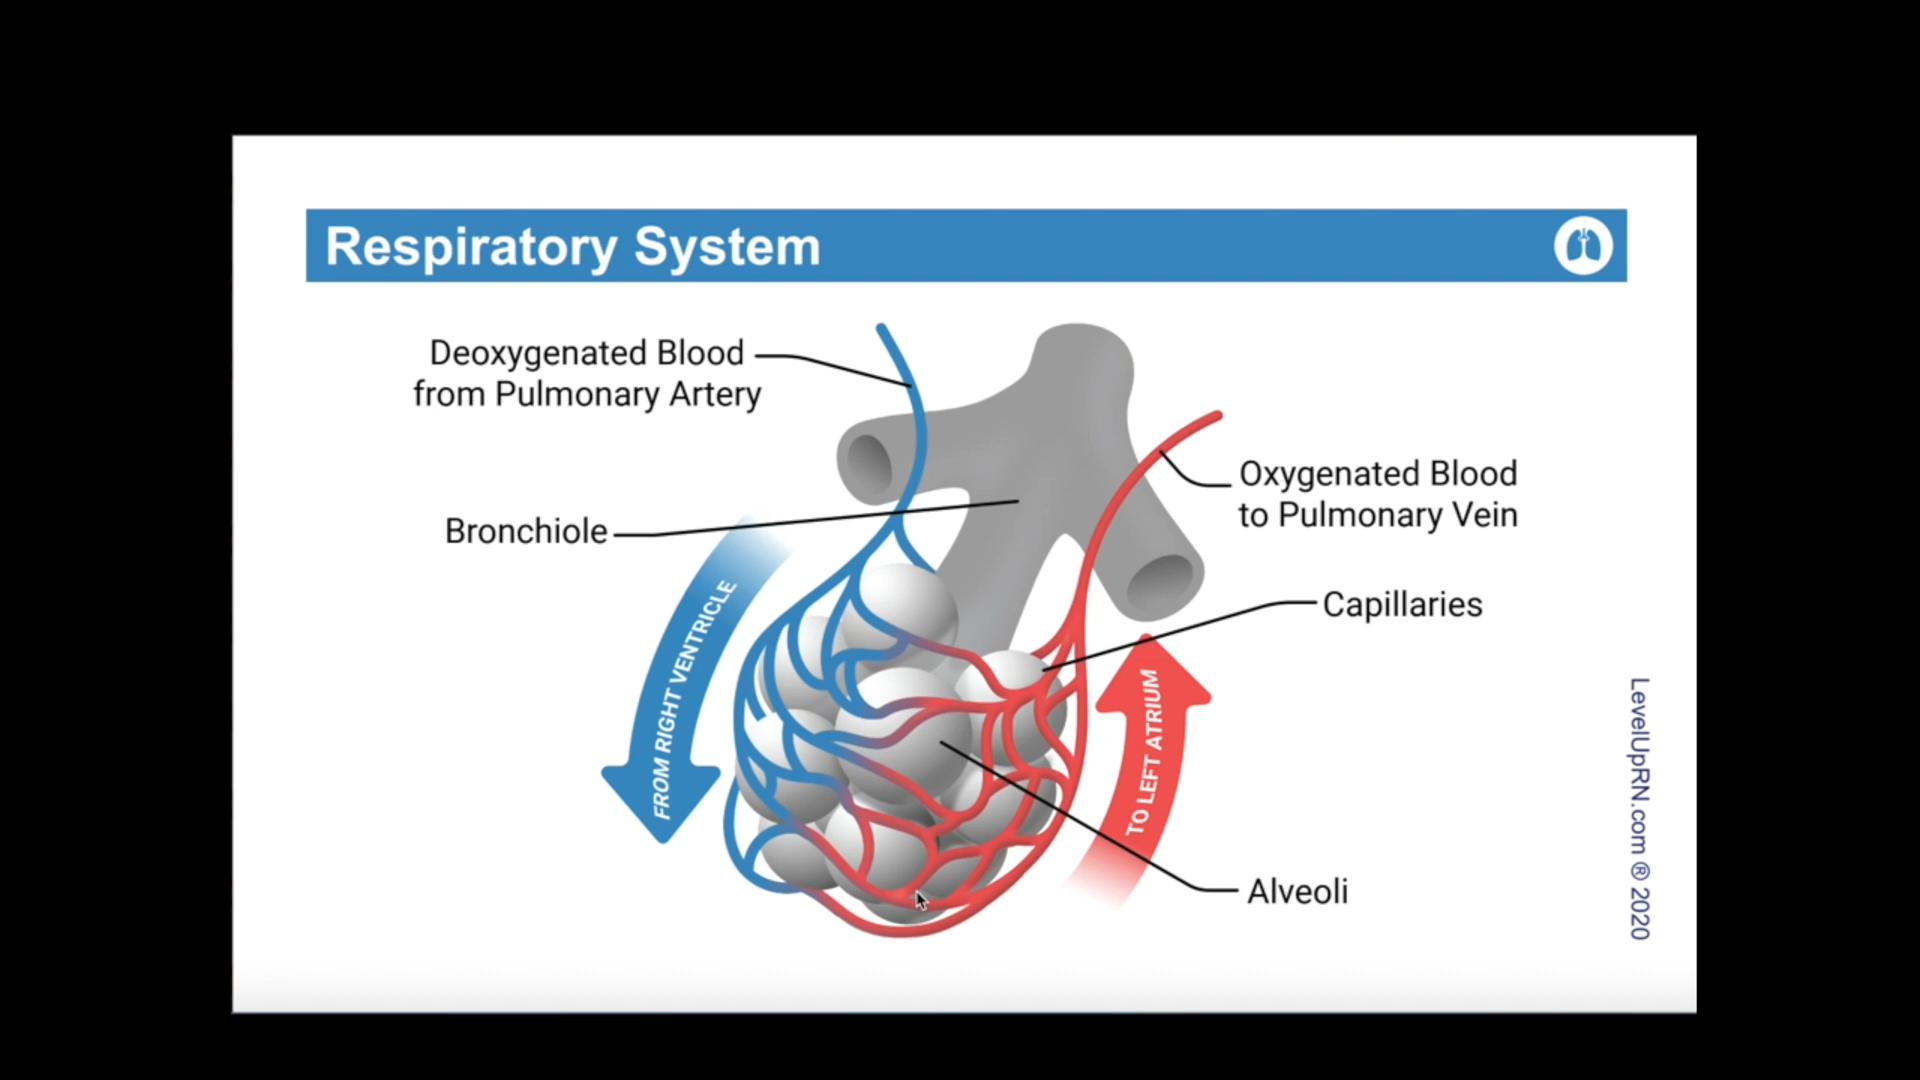 Respiratory System
Deoxygenated Blood
from Pulmonary Artery
Bronchiole
FROM RIGHT VENTRICLE
Oxygenated Blood
to Pulmonary Vein
Capillaries
TO LEFT ATRIUM
Alveoli
LevelUpRN.com ® 2020